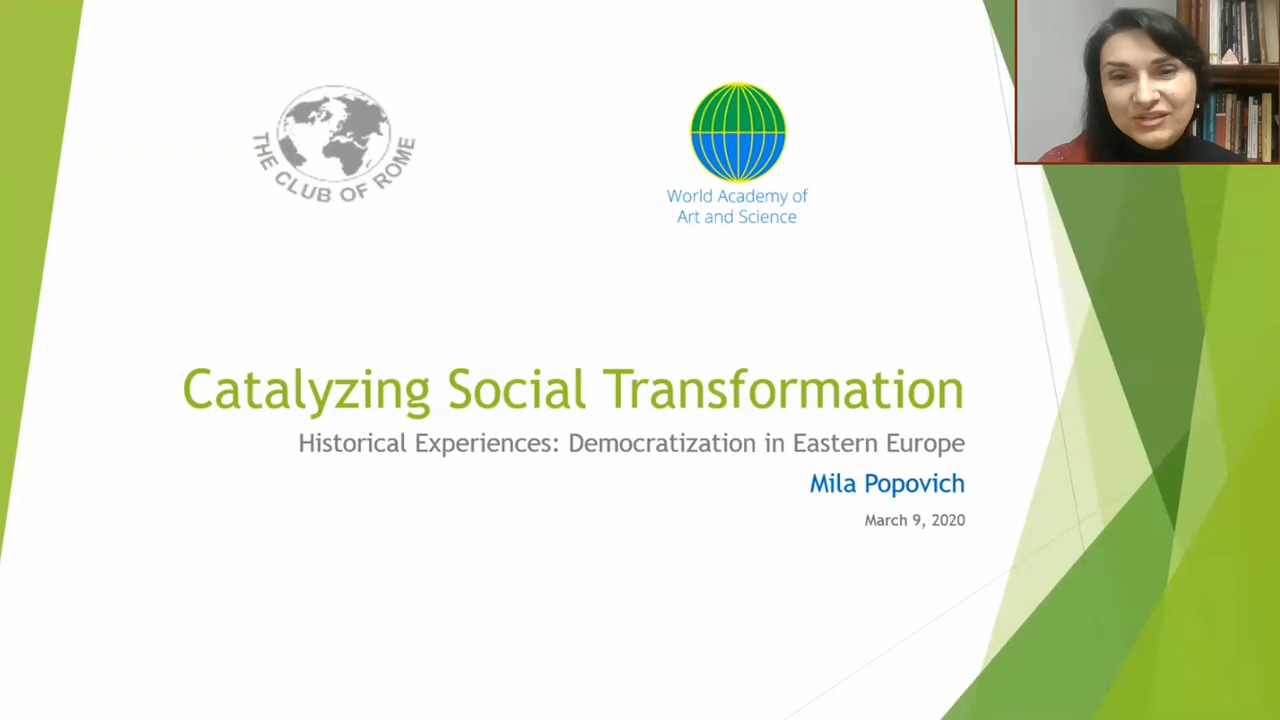 THE CLUB OF ROME
World Academy of
Art and Science
Catalyzing Social Transformation
Historical Experiences: Democratization in Eastern Europe
Mila Popovich
March 9, 2020